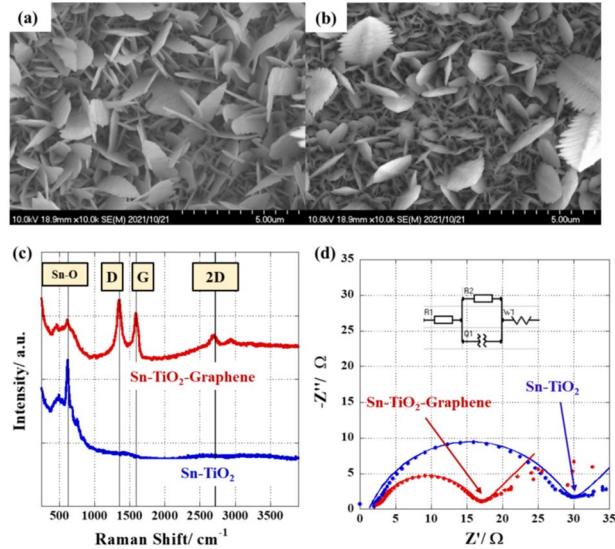 (a)
10.0kV 18.9mm x10.0k SE(M) 2021/10/21 5.00um
(b)
10.0kV 18.9mm x10.0k SE(M) 2021/10/21 5.00um
(c)
Sn-O D G 2D
Intensity/ a.u.
Sn-TiO₂-Graphene
Sn-TiO₂
500 1000 1500 2000 2500 3000 3500
Raman Shift/ cm⁻¹
(d)
35
30
25
20
15
10
5
0
-Z''/ Ω
R2
R1
W1
Q1
Sn-TiO₂
Sn-TiO₂-Graphene
0 5 10 15 20 25 30 35
Z'/ Ω